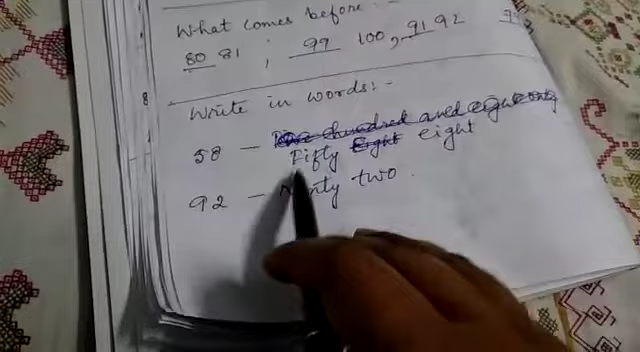 What comes before :-
80 81 ; 99 100, 91 92
Write in words:-
58 - One hundred and eighty
Fifty Eight eight
92 - ninty two.